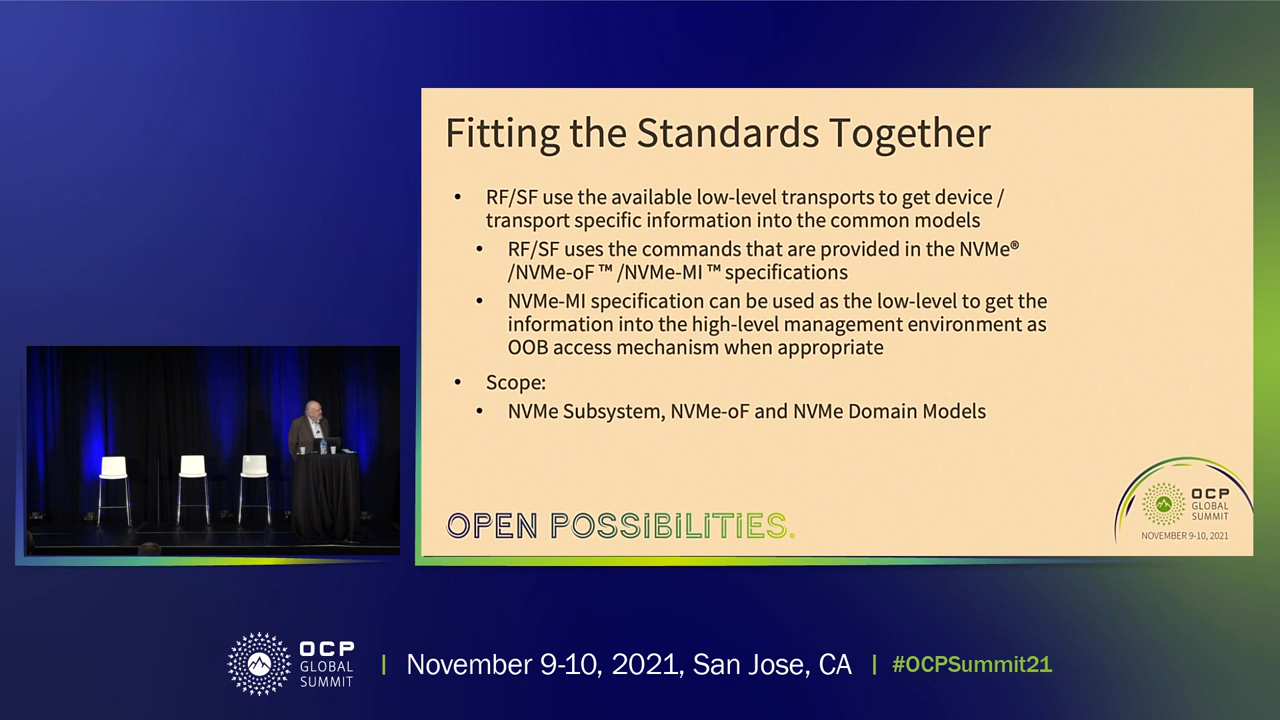 Fitting the Standards Together
• RF/SF use the available low-level transports to get device /
transport specific information into the common models
• RF/SF uses the commands that are provided in the NVMe®
/NVMe-oF ™ /NVMe-MI ™ specifications
• NVMe-MI specification can be used as the low-level to get the
information into the high-level management environment as
OOB access mechanism when appropriate
• Scope:
• NVMe Subsystem, NVMe-oF and NVMe Domain Models
OPEN POSSiBiLiTiES.
OCP
GLOBAL
SUMMIT
NOVEMBER 9-10, 2021
OCP
GLOBAL
SUMMIT
| November 9-10, 2021, San Jose, CA | #OCPSummit21